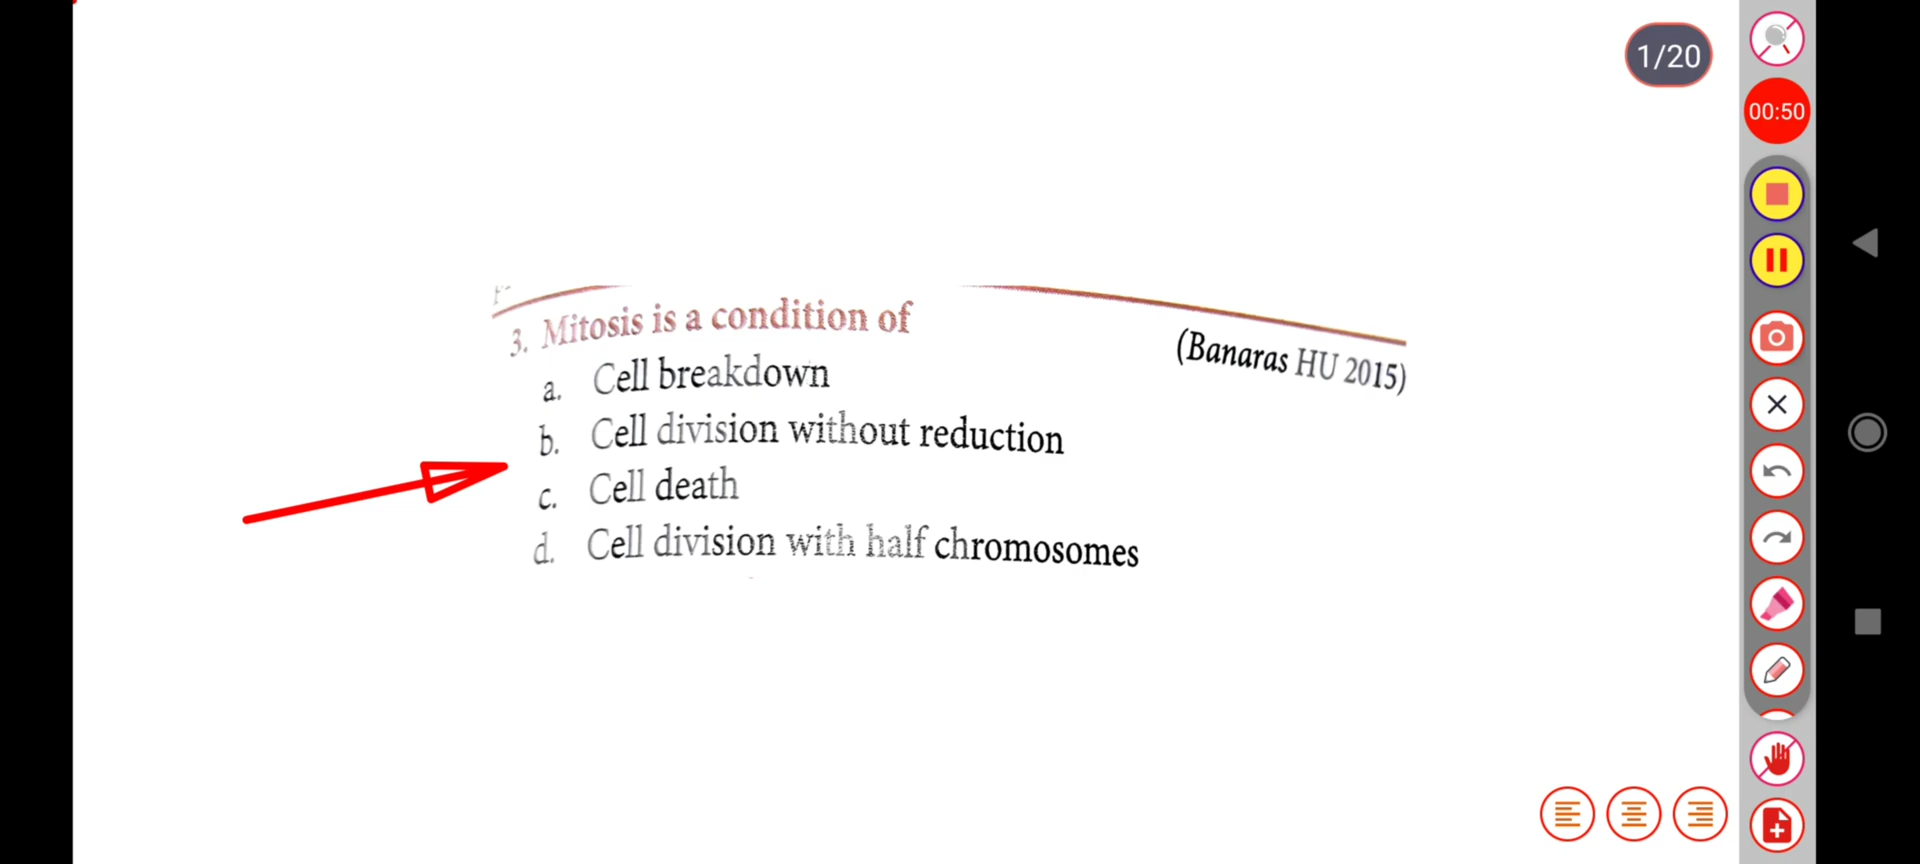 1/20
00:50
3. Mitosis is a condition of
(Banaras HU 2015)
a. Cell breakdown
b. Cell division without reduction
c. Cell death
d. Cell division with half chromosomes